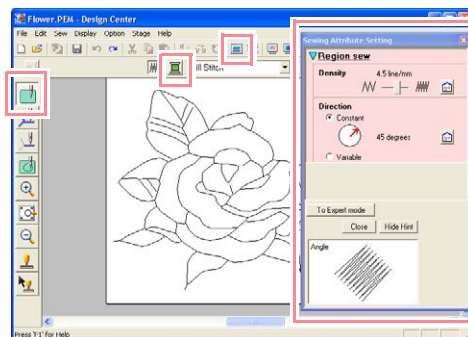 Flower.PEM - Design Center
File Edit Sew Display Option Stage Help
ill Stitch
Sewing Attribute Setting
Region sew
Density 4.5 line/mm
Direction
Constant
45 degrees
Variable
To Expert mode
Close Hide Hint
Angle
Press 'F1' for Help